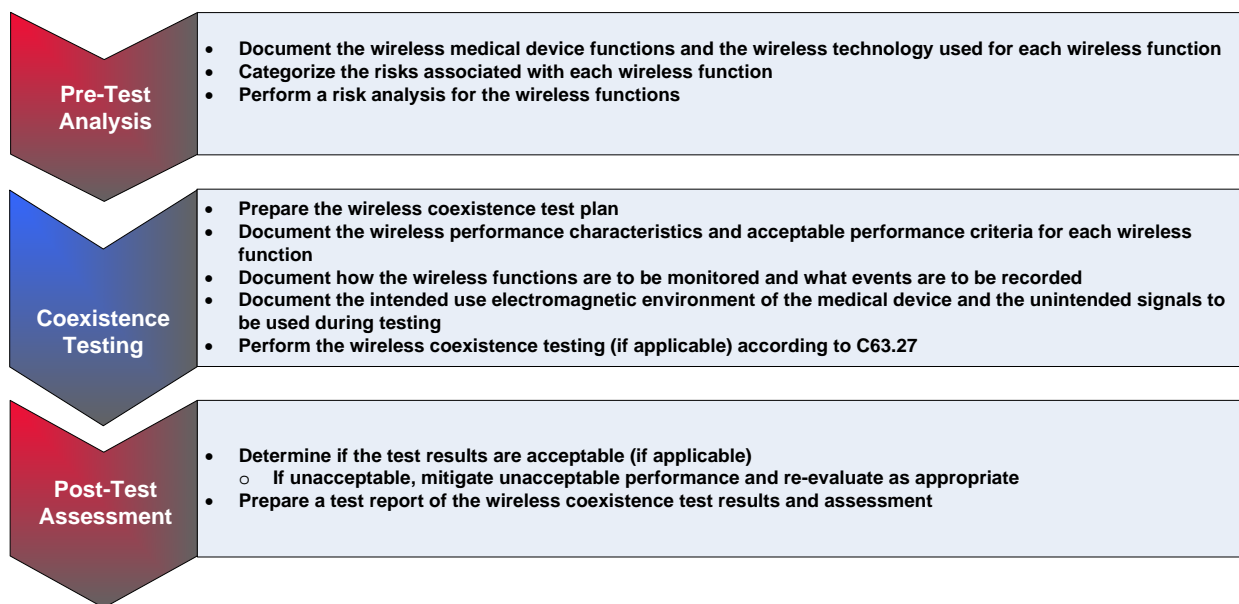 Pre-Test
Analysis
• Document the wireless medical device functions and the wireless technology used for each wireless function
• Categorize the risks associated with each wireless function
• Perform a risk analysis for the wireless functions
Coexistence
Testing
• Prepare the wireless coexistence test plan
• Document the wireless performance characteristics and acceptable performance criteria for each wireless
function
• Document how the wireless functions are to be monitored and what events are to be recorded
• Document the intended use electromagnetic environment of the medical device and the unintended signals to
be used during testing
• Perform the wireless coexistence testing (if applicable) according to C63.27
Post-Test
Assessment
• Determine if the test results are acceptable (if applicable)
o If unacceptable, mitigate unacceptable performance and re-evaluate as appropriate
• Prepare a test report of the wireless coexistence test results and assessment